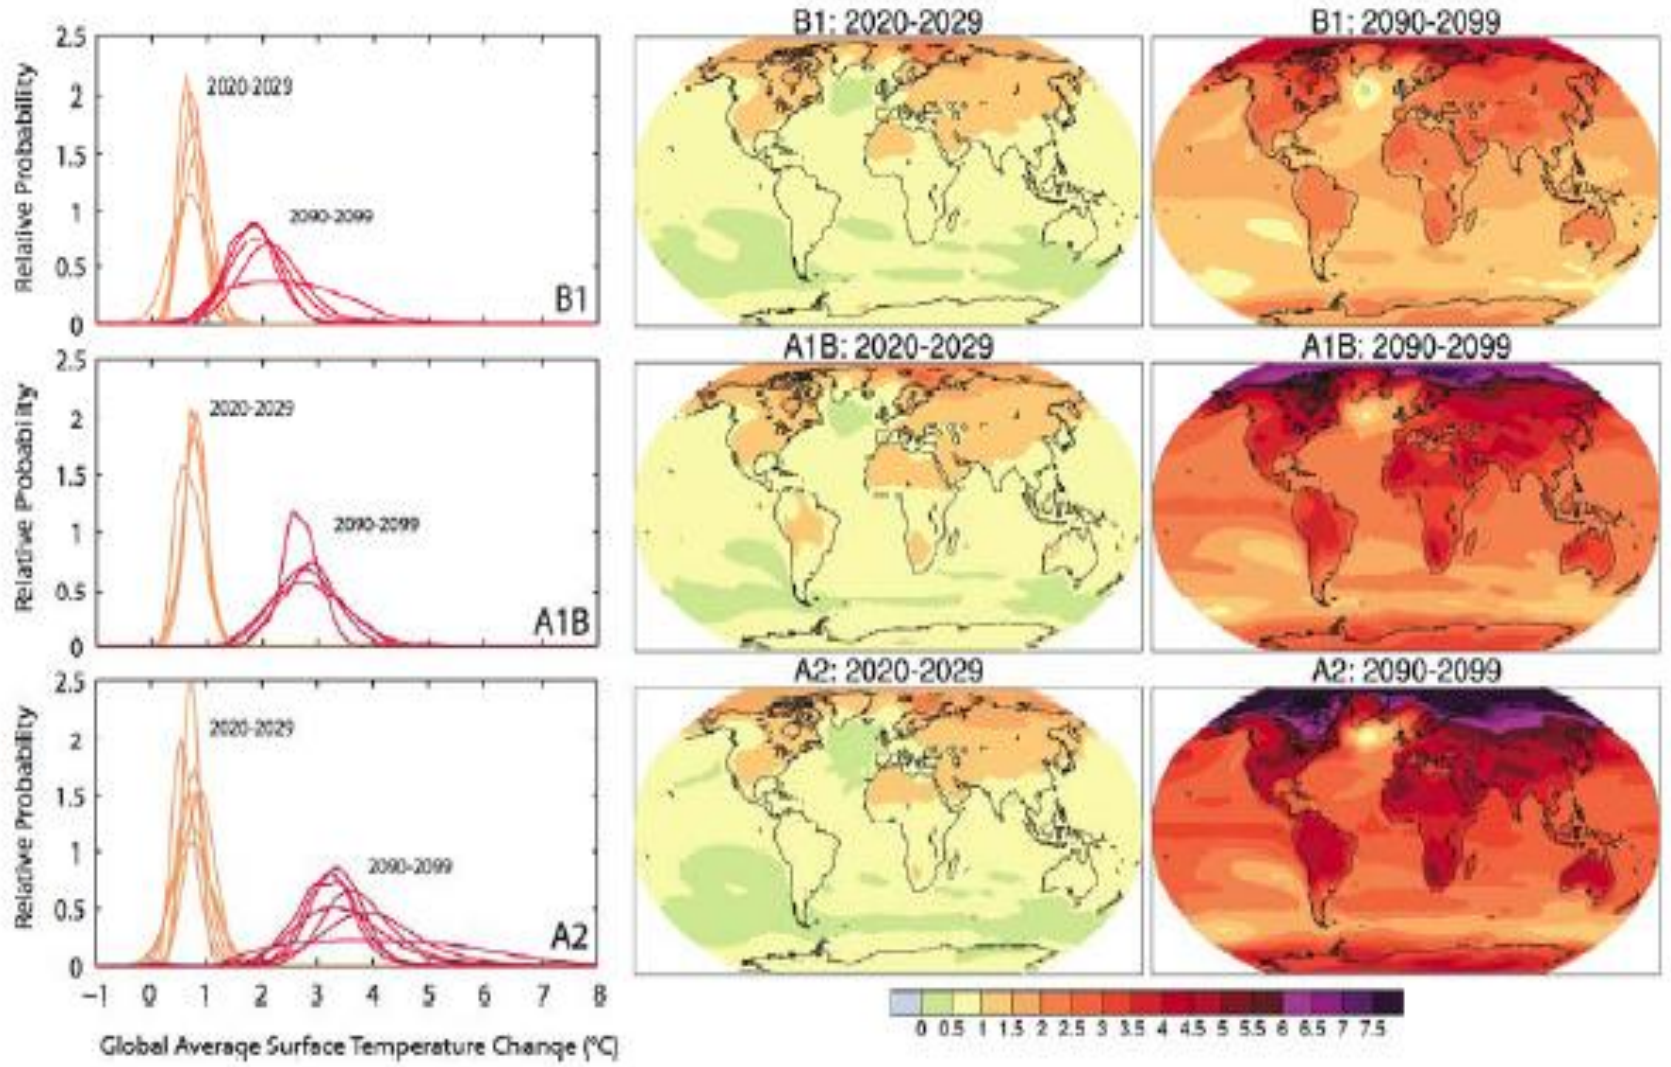 B1: 2020-2029
B1: 2090-2099
2.5
2
1.5
1
0.5
0
Relative Probability
2020-2029
2090-2099
B1
A1B: 2020-2029
A1B: 2090-2099
2.5
2
1.5
1
0.5
0
Relative Probability
2020-2029
2090-2099
A1B
A2: 2020-2029
A2: 2090-2099
2.5
2
1.5
1
0.5
0
Relative Probability
2020-2029
2090-2099
A2
−1 0 1 2 3 4 5 6 7 8
Global Average Surface Temperature Change (°C)
0 0.5 1 1.5 2 2.5 3 3.5 4 4.5 5 5.5 6 6.5 7 7.5